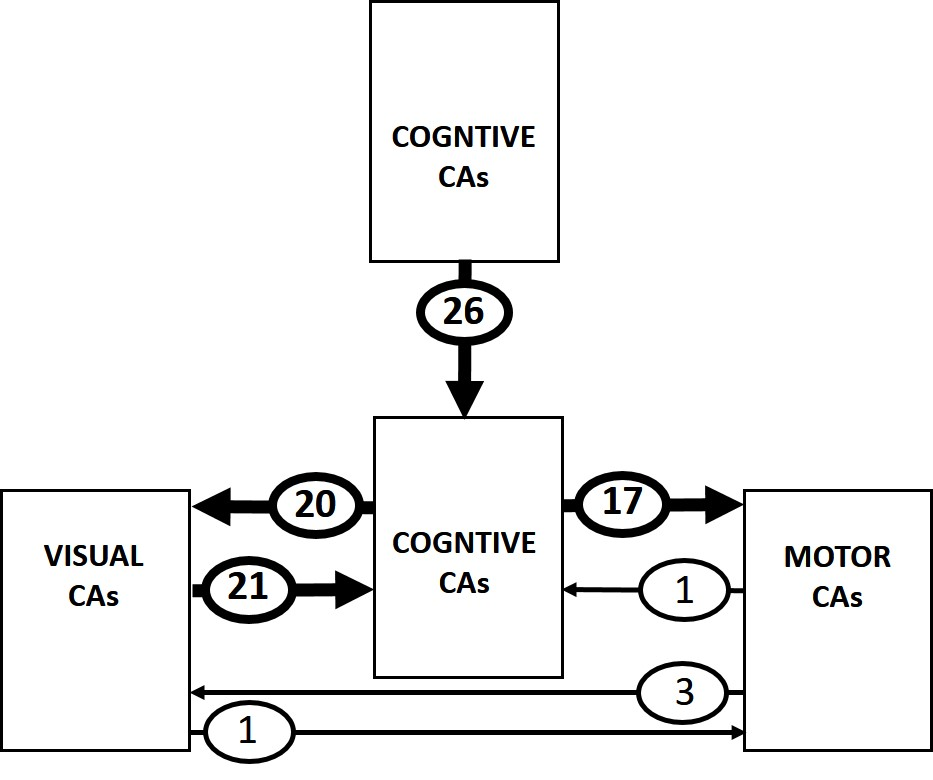 COGNTIVE
CAs
26
20
17
VISUAL
CAs
COGNTIVE
CAs
MOTOR
CAs
21
1
3
1